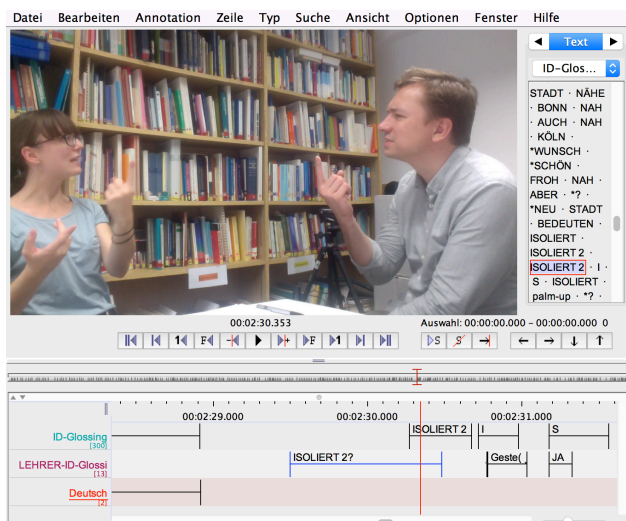 Datei Bearbeiten Annotation Zeile Typ Suche Ansicht Optionen Fenster Hilfe
Text
ID-Glos...
STADT · NÄHE
· BONN · NAH
· AUCH · NAH
· KÖLN ·
*WUNSCH ·
*SCHÖN ·
FROH · NAH ·
ABER · *? ·
*NEU · STADT
· BEDEUTEN ·
ISOLIERT ·
ISOLIERT 2 ·
ISOLIERT 2 · I ·
S · ISOLIERT ·
palm-up · *? ·
00:02:30.353
Auswahl: 00:00:00.000 - 00:00:00.000 0
1 F - + F 1 S S
00:02:29.000 00:02:30.000 00:02:31.000
ID-Glossing
[300]
ISOLIERT 2 I S
LEHRER-ID-Glossi
[13]
ISOLIERT 2? Geste( JA
Deutsch
[2]